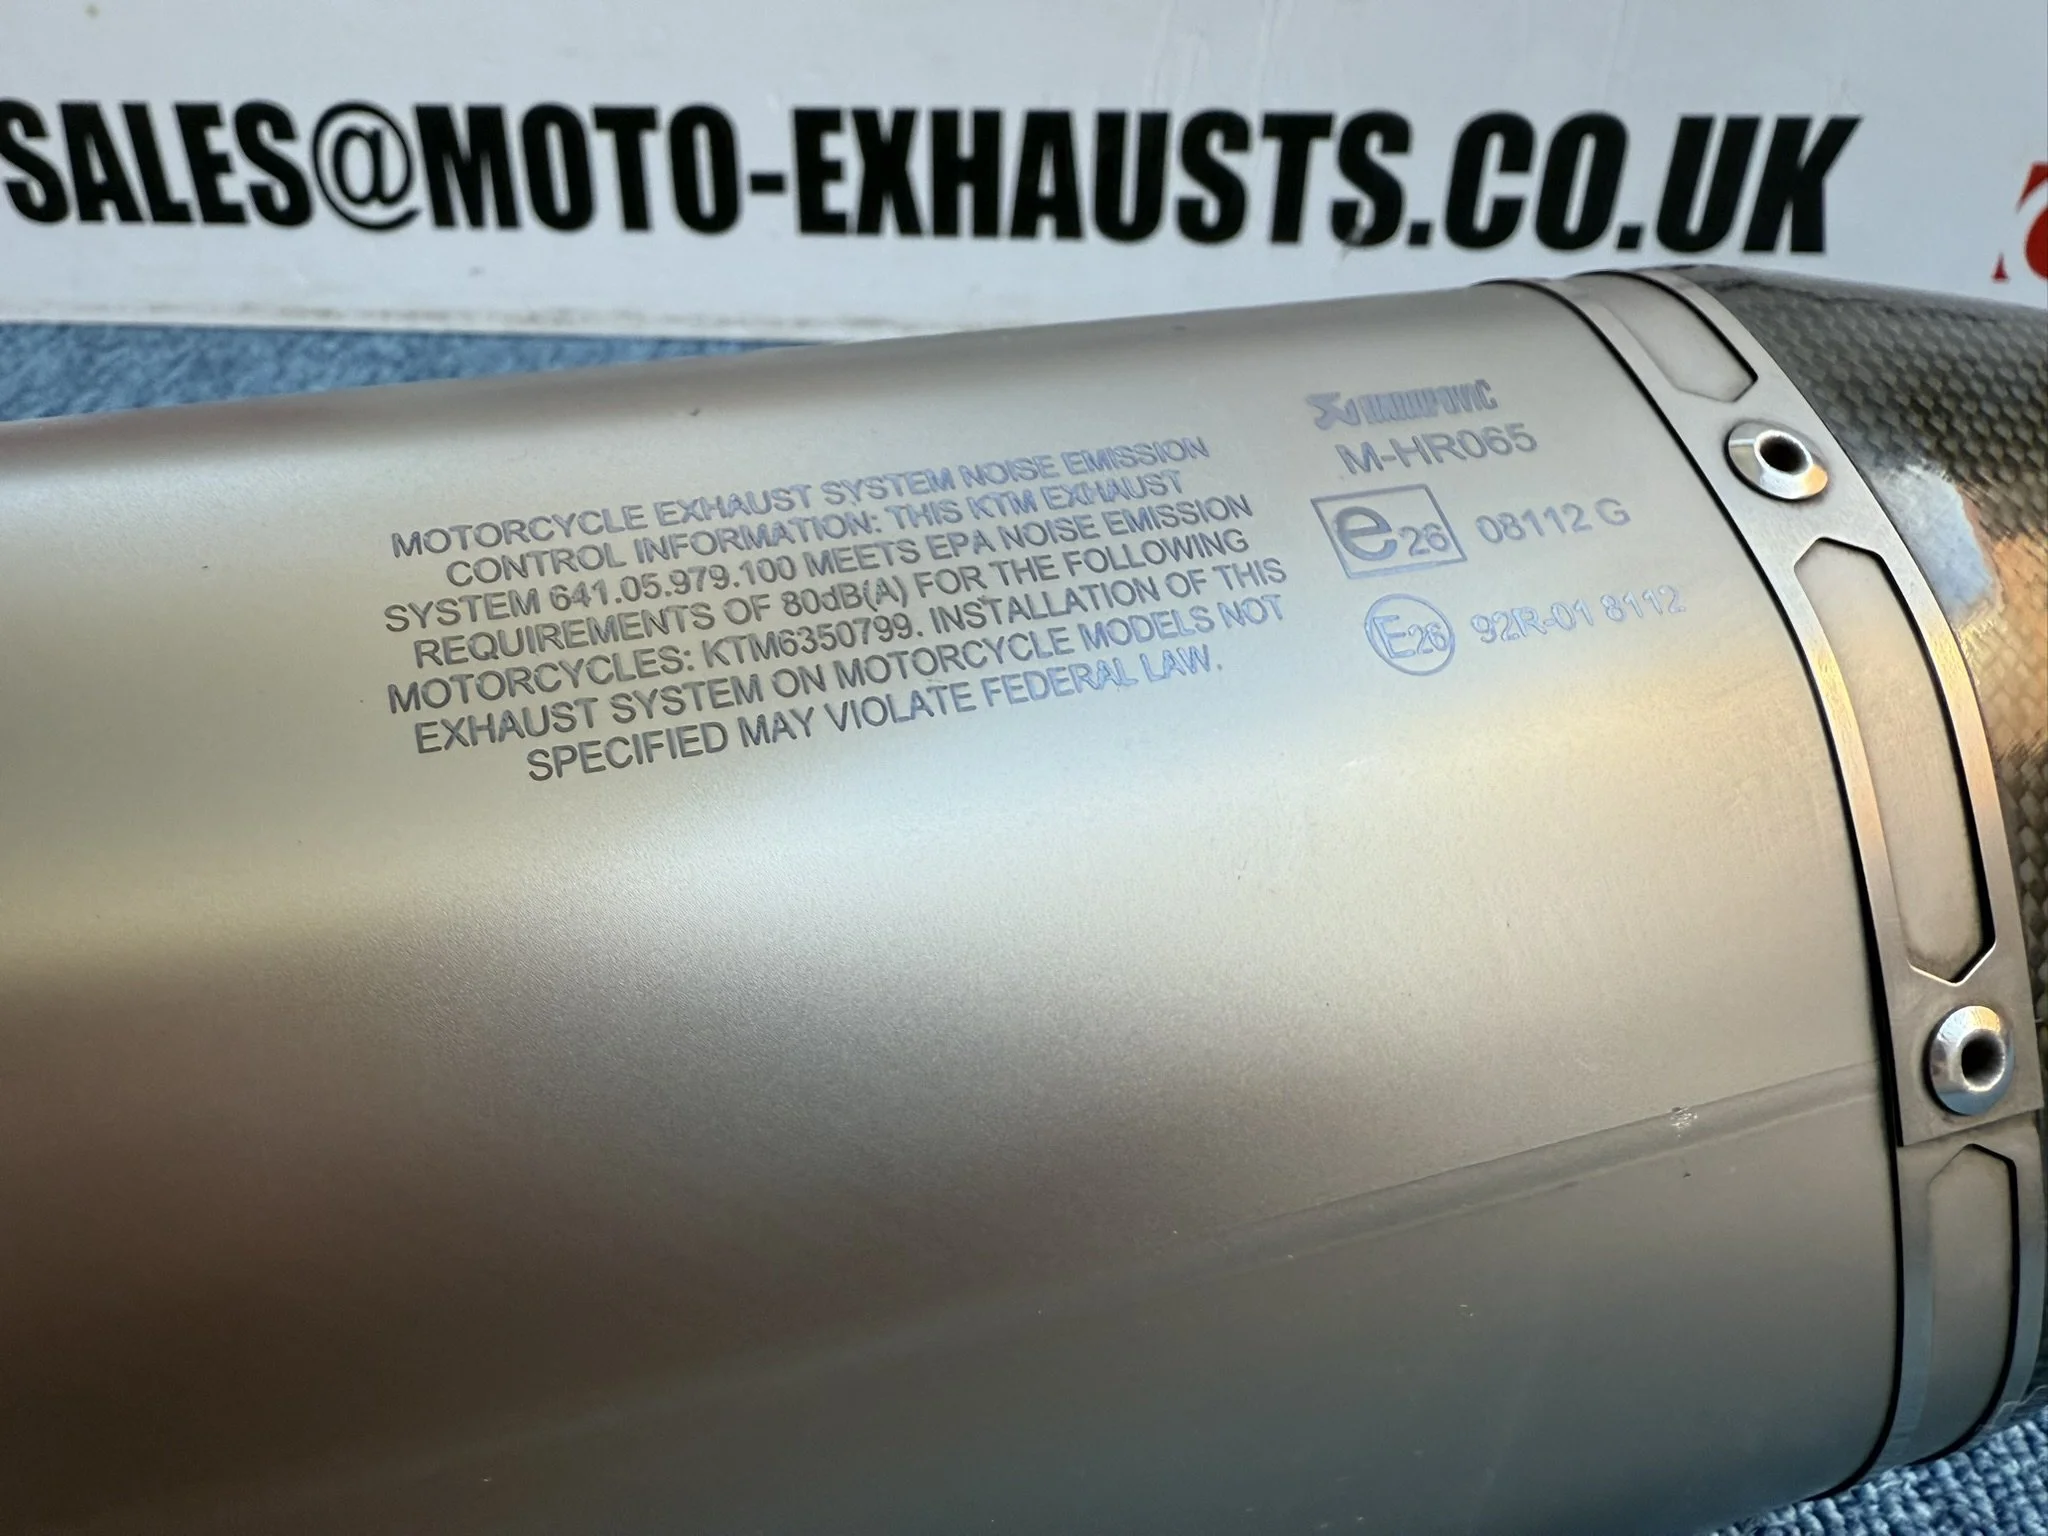 SALES@MOTO-EXHAUSTS.CO.UK
MOTORCYCLE EXHAUST SYSTEM NOISE EMISSION
CONTROL INFORMATION: THIS KTM EXHAUST
SYSTEM 641.05.979.100 MEETS EPA NOISE EMISSION
REQUIREMENTS OF 80dB(A) FOR THE FOLLOWING
MOTORCYCLES: KTM6350799. INSTALLATION OF THIS
EXHAUST SYSTEM ON MOTORCYCLE MODELS NOT
SPECIFIED MAY VIOLATE FEDERAL LAW.
AKRAPOVIČ
M-HR065
e26 08112 G
E26 92R-01 8112